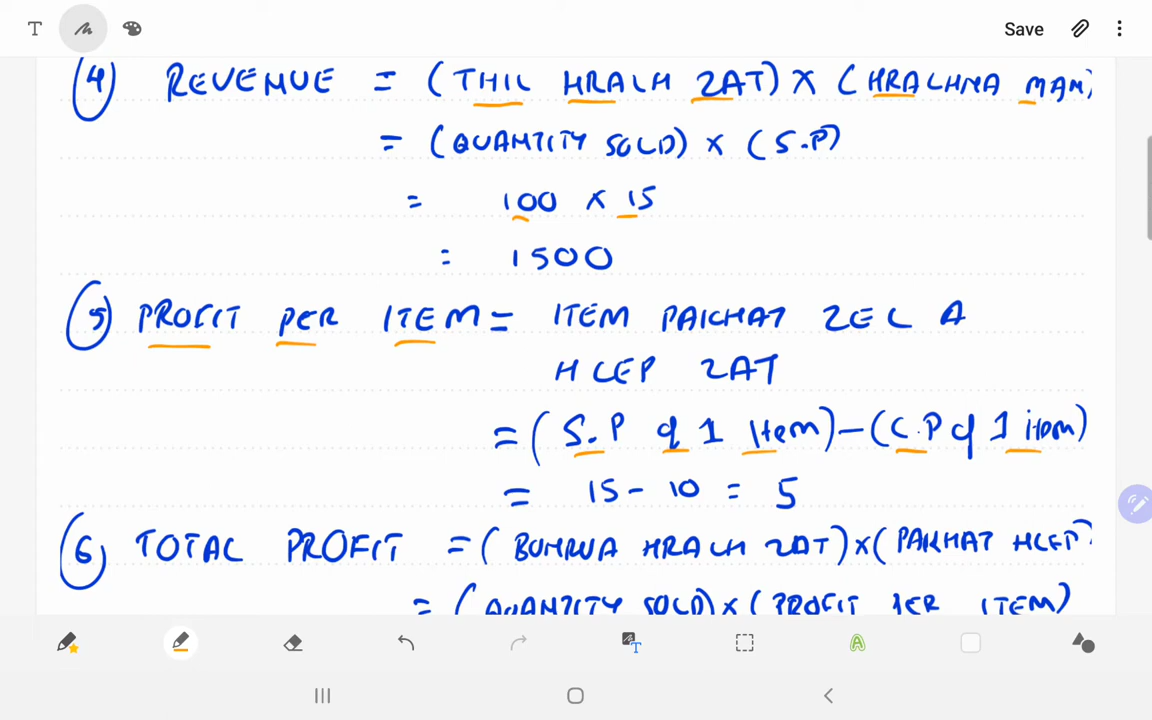 T Save
(4) REVENUE = (THIL HRALH ZAT) X (HRALHNA MAN)
= (QUANTITY SOLD) X (S.P)
= 100 X 15
= 1500
(5) PROFIT PER ITEM = ITEM PAKHAT ZEL A
HLEP ZAT
= (S.P of 1 Item) - (C.P of 1 item)
= 15 - 10 = 5
(6) TOTAL PROFIT = (BUHRUA HRALH ZAT) X (PAKHAT HLEP)
= (QUANTITY SOLD) X (PROFIT PER ITEM)